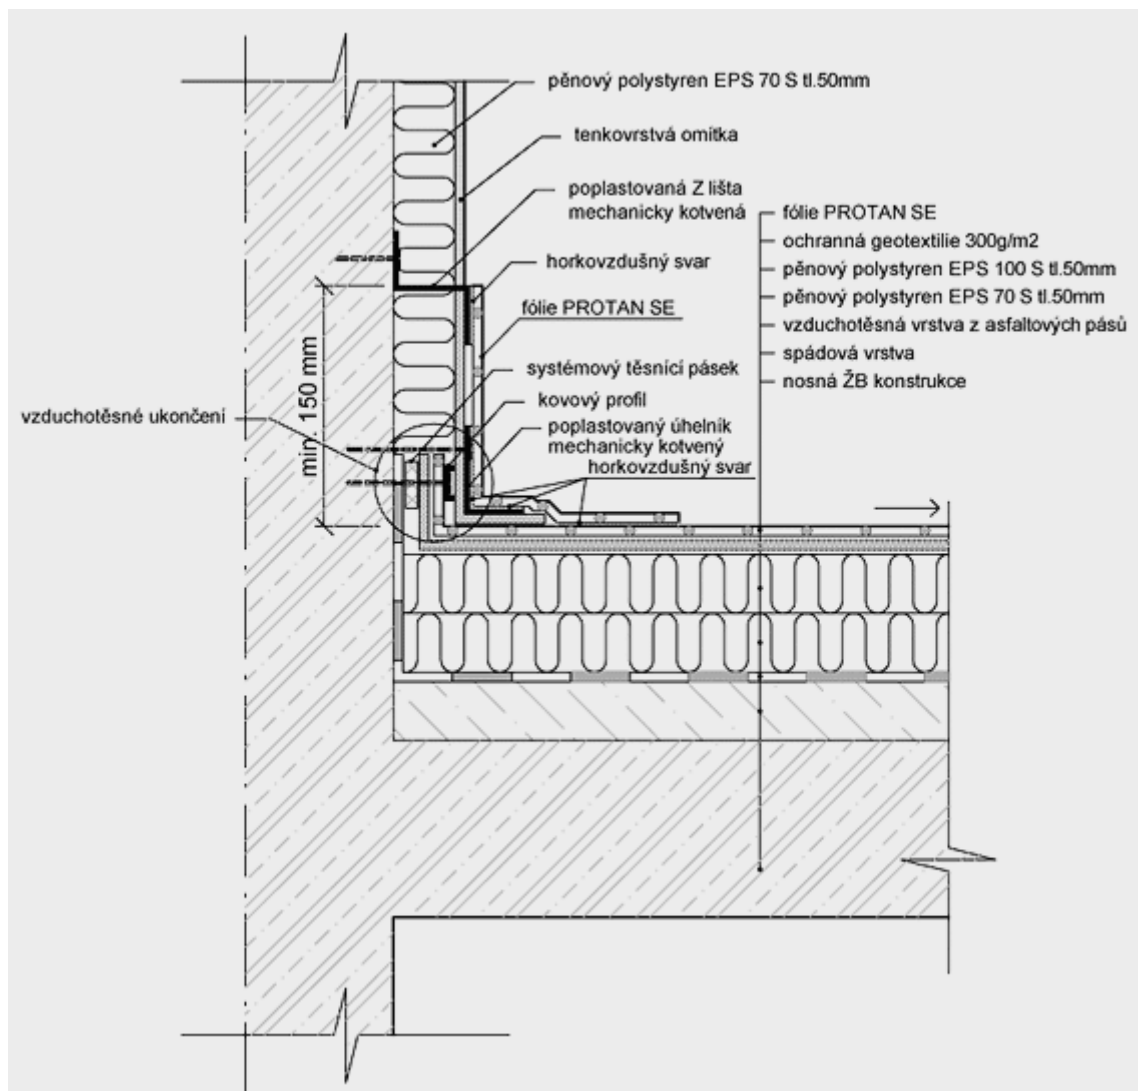 pěnový polystyren EPS 70 S tl.50mm
tenkovrstvá omítka
poplastovaná Z lišta
mechanicky kotvená
horkovzdušný svar
fólie PROTAN SE
systémový těsnící pásek
kovový profil
poplastovaný úhelník
mechanicky kotvený
horkovzdušný svar
fólie PROTAN SE
ochranná geotextilie 300g/m2
pěnový polystyren EPS 100 S tl.50mm
pěnový polystyren EPS 70 S tl.50mm
vzduchotěsná vrstva z asfaltových pásů
spádová vrstva
nosná ŽB konstrukce
vzduchotěsné ukončení
min. 150 mm